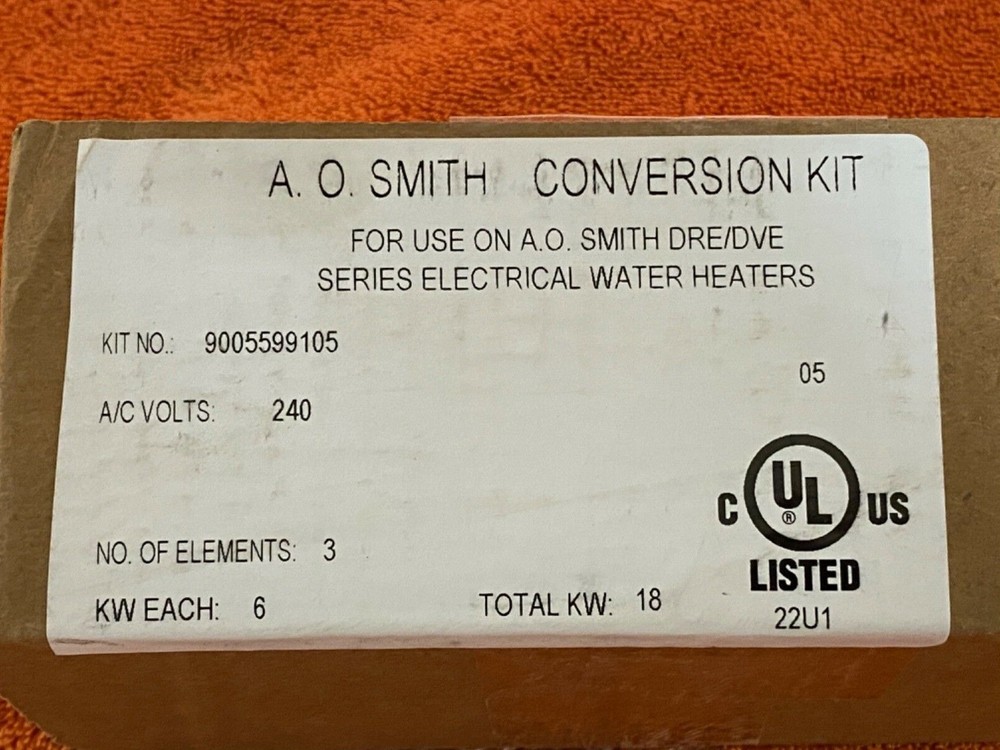 A. O. SMITH CONVERSION KIT
FOR USE ON A.O. SMITH DRE/DVE
SERIES ELECTRICAL WATER HEATERS
KIT NO.: 9005599105
05
A/C VOLTS: 240
C UL® US
LISTED
22U1
NO. OF ELEMENTS: 3
KW EACH: 6 TOTAL KW: 18